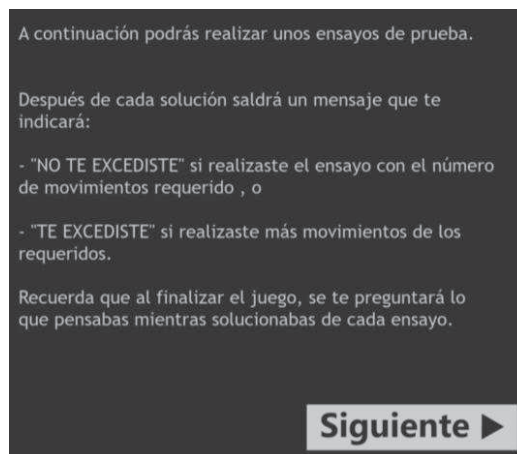 A continuación podrás realizar unos ensayos de prueba.
Después de cada solución saldrá un mensaje que te
indicará:
- "NO TE EXCEDISTE" si realizaste el ensayo con el número
de movimientos requerido , o
- "TE EXCEDISTE" si realizaste más movimientos de los
requeridos.
Recuerda que al finalizar el juego, se te preguntará lo
que pensabas mientras solucionabas de cada ensayo.
Siguiente ▶